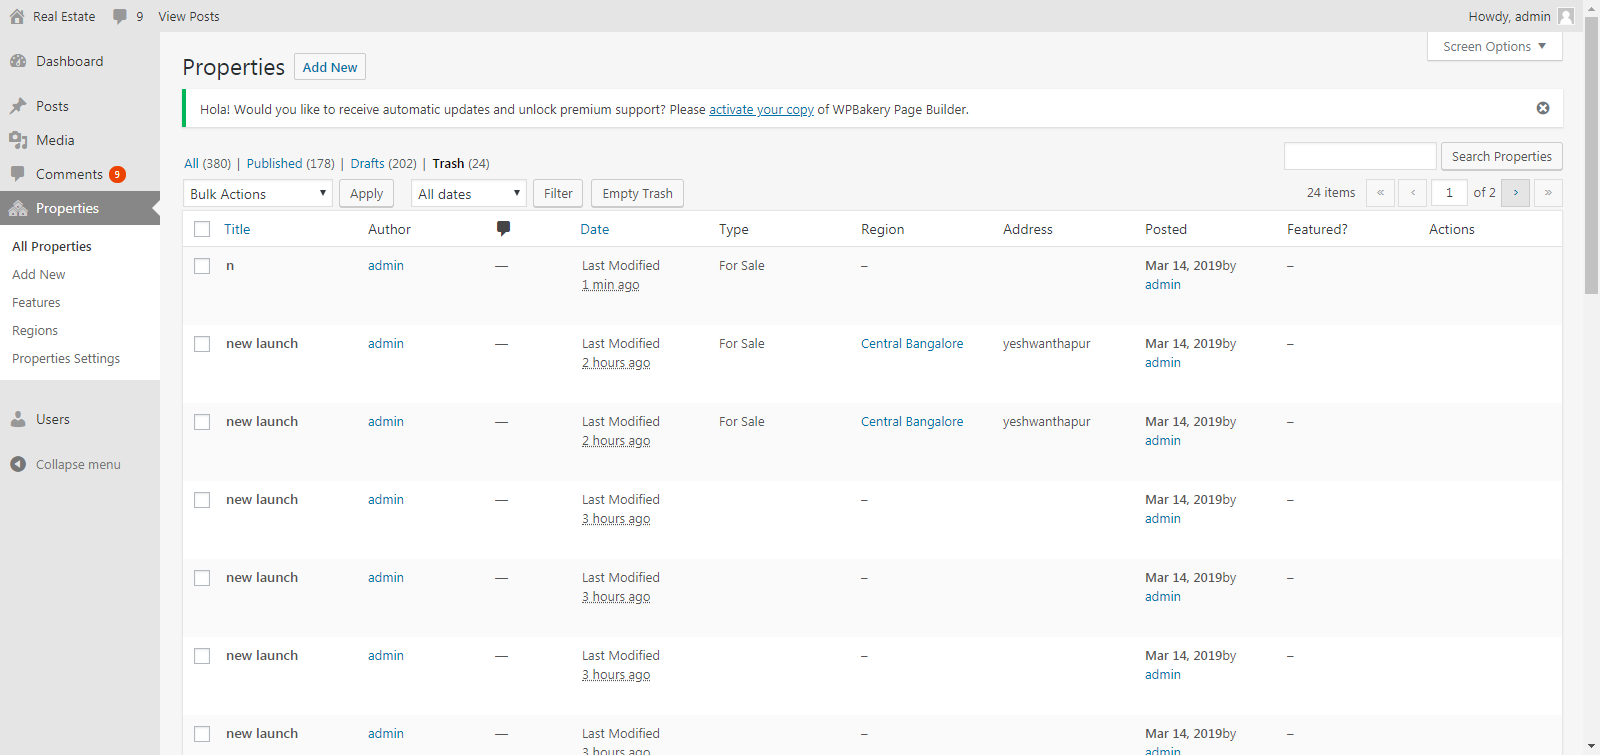 Real Estate 9 View Posts Howdy, admin
Screen Options
Dashboard
Posts
Media
Comments 9
Properties
All Properties
Add New
Features
Regions
Properties Settings
Users
Collapse menu
Properties Add New
Hola! Would you like to receive automatic updates and unlock premium support? Please activate your copy of WPBakery Page Builder.
All (380) | Published (178) | Drafts (202) | Trash (24)
Search Properties
Bulk Actions Apply All dates Filter Empty Trash 24 items « ‹ 1 of 2 › »
Title Author Date Type Region Address Posted Featured? Actions
n admin — Last Modified For Sale – Mar 14, 2019by –
1 min ago admin
new launch admin — Last Modified For Sale Central Bangalore yeshwanthapur Mar 14, 2019by –
2 hours ago admin
new launch admin — Last Modified For Sale Central Bangalore yeshwanthapur Mar 14, 2019by –
2 hours ago admin
new launch admin — Last Modified – Mar 14, 2019by –
3 hours ago admin
new launch admin — Last Modified – Mar 14, 2019by –
3 hours ago admin
new launch admin — Last Modified – Mar 14, 2019by –
3 hours ago admin
new launch admin — Last Modified – Mar 14, 2019by –
3 hours ago admin